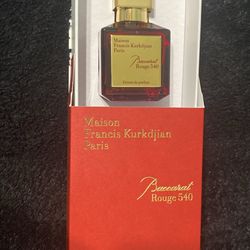 Maison
Francis Kurkdjian
Paris
Baccarat
Rouge 540
Extrait de parfum
Maison
Francis Kurkdjian
Paris
Baccarat
Rouge 540